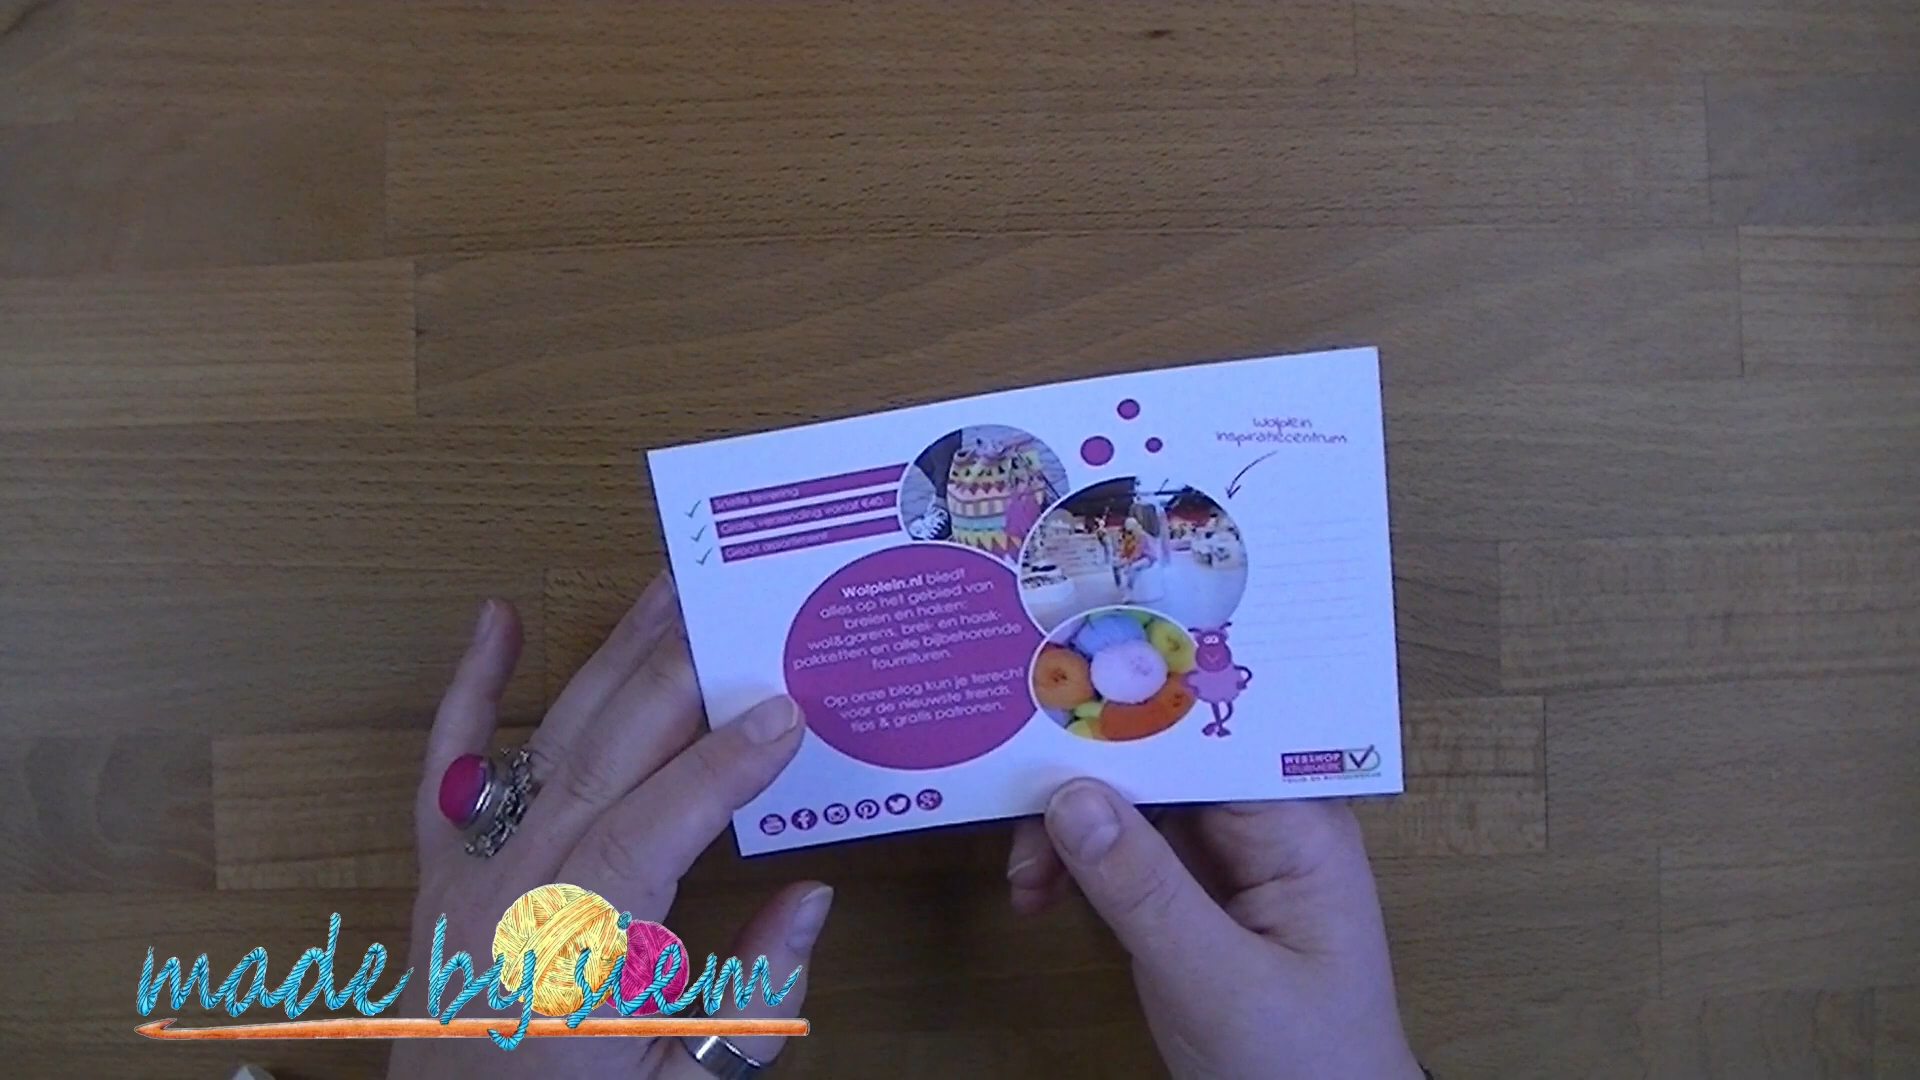 Wolplein
inspiratiecentrum
Snelle levering
Gratis verzending vanaf €40,-
Groot assortiment
Wolplein.nl biedt
alles op het gebied van
breien en haken:
wol&garens, brei- en haak-
pakketten en alle bijbehorende
fournituren.
Op onze blog kun je terecht
voor de nieuwste trends,
tips & gratis patronen.
WEBSHOP
KEURMERK
made by siem